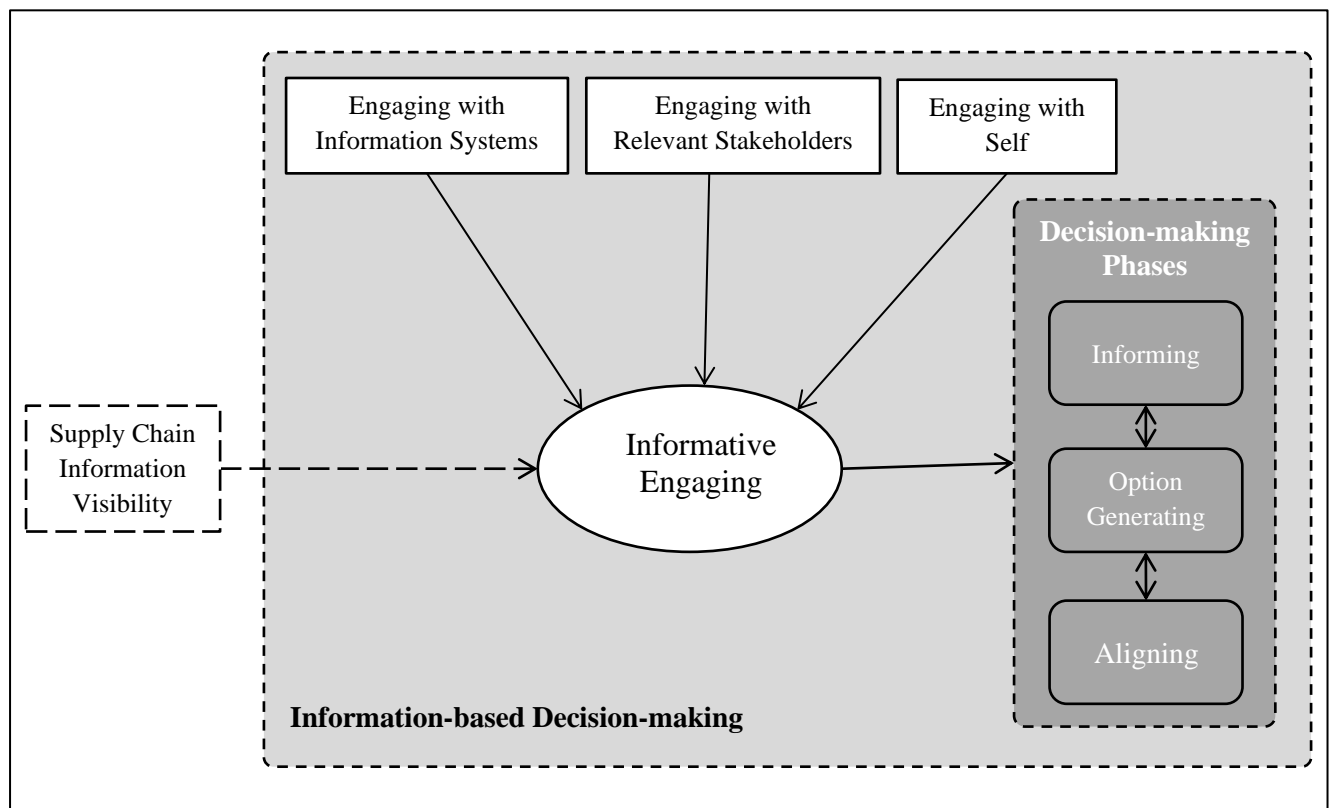 Engaging with
Information Systems
Engaging with
Relevant Stakeholders
Engaging with
Self
Decision-making
Phases
Informing
Option
Generating
Aligning
Supply Chain
Information
Visibility
Informative
Engaging
Information-based Decision-making